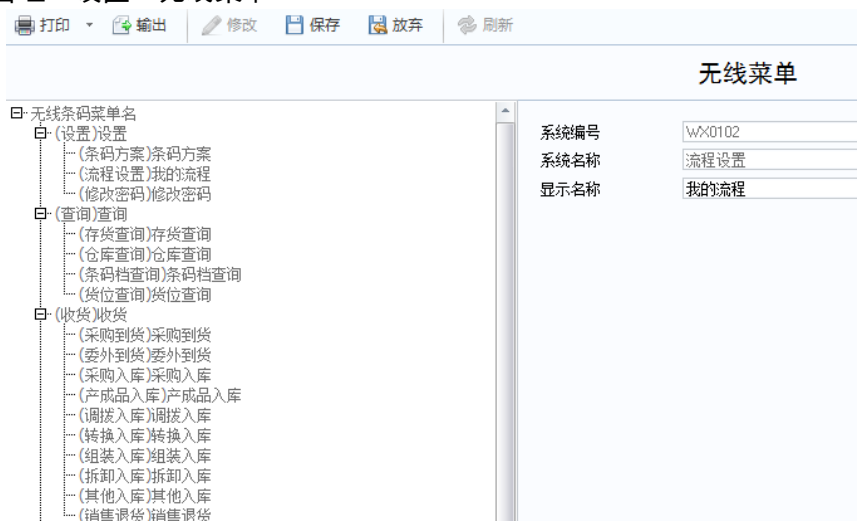 打印 输出 修改 保存 放弃 刷新
无线菜单
无线条码菜单名
(设置)设置
(条码方案)条码方案
(流程设置)我的流程
(修改密码)修改密码
(查询)查询
(存货查询)存货查询
(仓库查询)仓库查询
(条码档查询)条码档查询
(货位查询)货位查询
(收货)收货
(采购到货)采购到货
(委外到货)委外到货
(采购入库)采购入库
(产成品入库)产成品入库
(调拨入库)调拨入库
(转换入库)转换入库
(组装入库)组装入库
(拆卸入库)拆卸入库
(其他入库)其他入库
(销售退货)销售退货
系统编号 WX0102
系统名称 流程设置
显示名称 我的流程